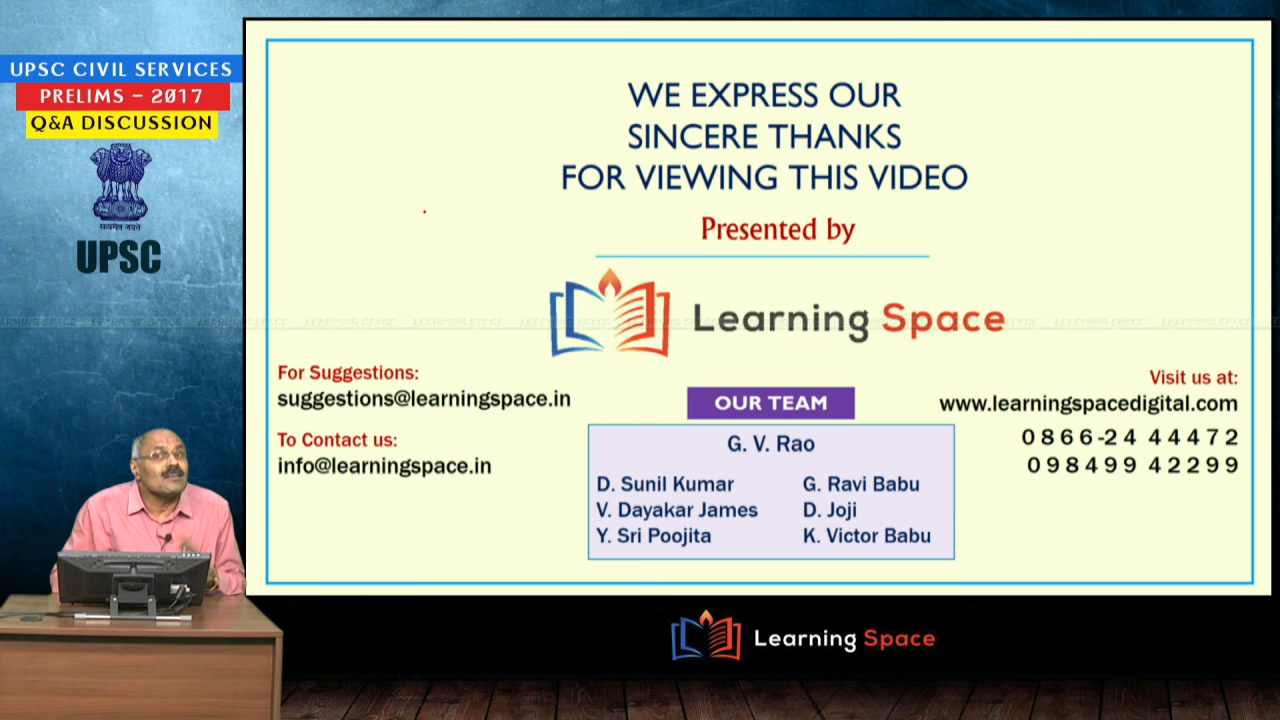 UPSC CIVIL SERVICES
PRELIMS – 2017
Q&A DISCUSSION
सत्यमेव जयते
UPSC
WE EXPRESS OUR
SINCERE THANKS
FOR VIEWING THIS VIDEO
Presented by
Learning Space
For Suggestions:
suggestions@learningspace.in
To Contact us:
info@learningspace.in
OUR TEAM
G. V. Rao
D. Sunil Kumar
G. Ravi Babu
V. Dayakar James
D. Joji
Y. Sri Poojita
K. Victor Babu
Visit us at:
www.learningspacedigital.com
0866-24 44472
098499 42299
Learning Space